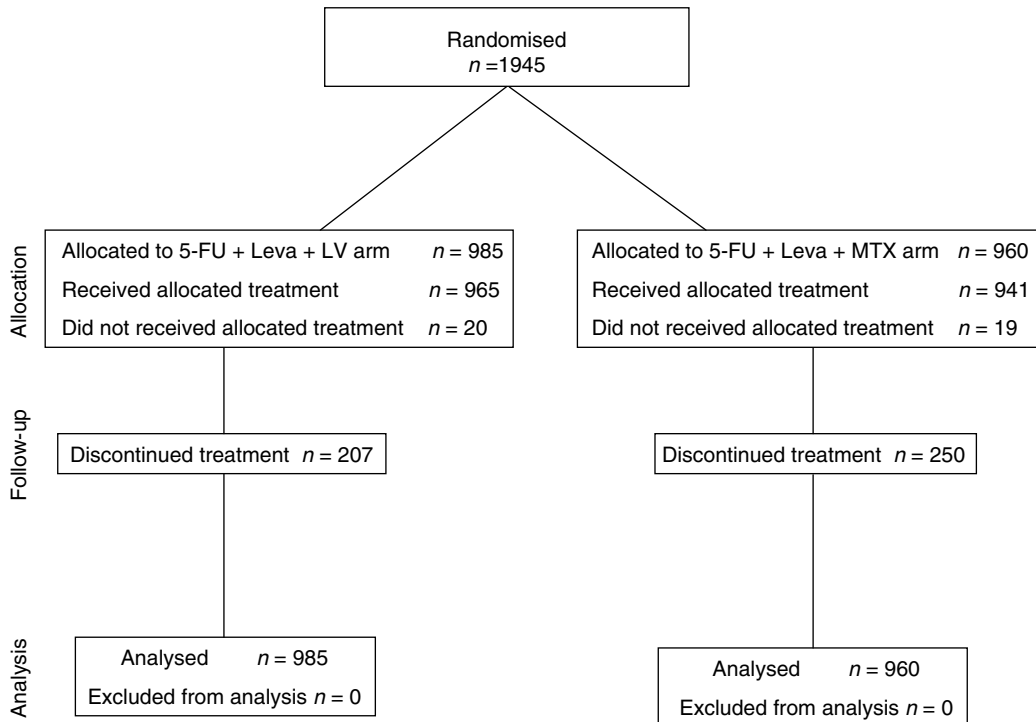 Randomised
n =1945
Allocation
Allocated to 5-FU + Leva + LV arm n = 985
Received allocated treatment n = 965
Did not received allocated treatment n = 20
Allocated to 5-FU + Leva + MTX arm n = 960
Received allocated treatment n = 941
Did not received allocated treatment n = 19
Follow-up
Discontinued treatment n = 207
Discontinued treatment n = 250
Analysis
Analysed n = 985
Excluded from analysis n = 0
Analysed n = 960
Excluded from analysis n = 0